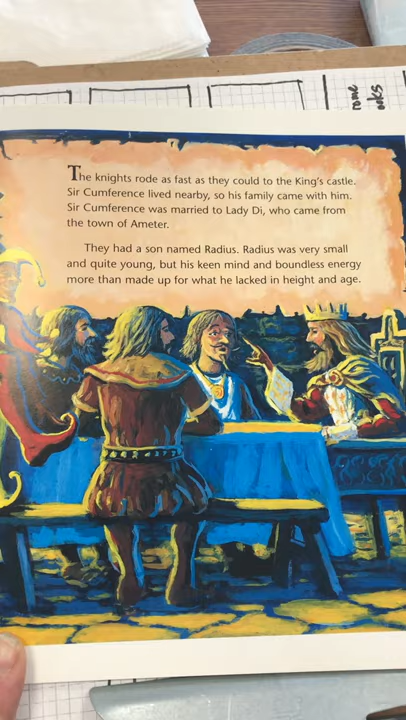 The knights rode as fast as they could to the King's castle.
Sir Cumference lived nearby, so his family came with him.
Sir Cumference was married to Lady Di, who came from
the town of Ameter.
They had a son named Radius. Radius was very small
and quite young, but his keen mind and boundless energy
more than made up for what he lacked in height and age.